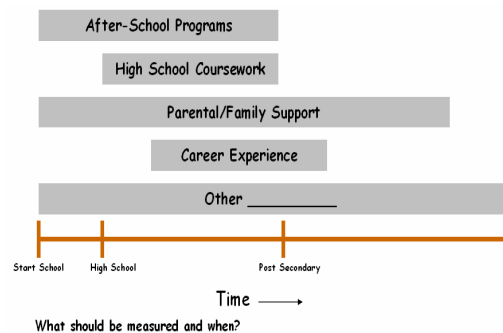 After-School Programs
High School Coursework
Parental/Family Support
Career Experience
Other __________
Start School High School Post Secondary
Time
What should be measured and when?